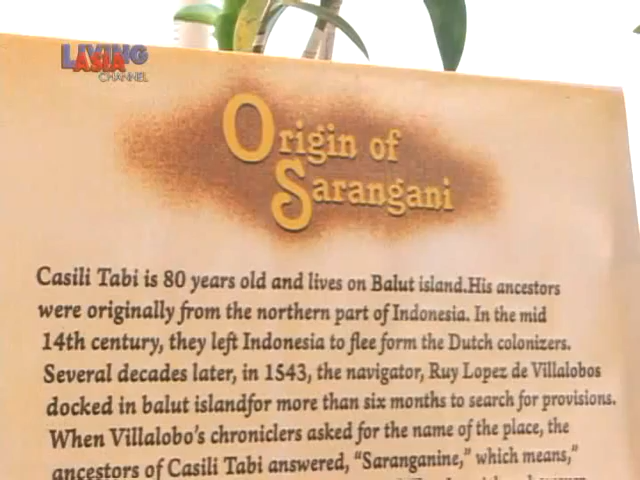 LIVING
ASIA
CHANNEL
Origin of
Sarangani
Casili Tabi is 80 years old and lives on Balut island.His ancestors
were originally from the northern part of Indonesia. In the mid
14th century, they left Indonesia to flee form the Dutch colonizers.
Several decades later, in 1543, the navigator, Ruy Lopez de Villalobos
docked in balut islandfor more than six months to search for provisions.
When Villalobo's chroniclers asked for the name of the place, the
ancestors of Casili Tabi answered, “Saranganine,” which means,”